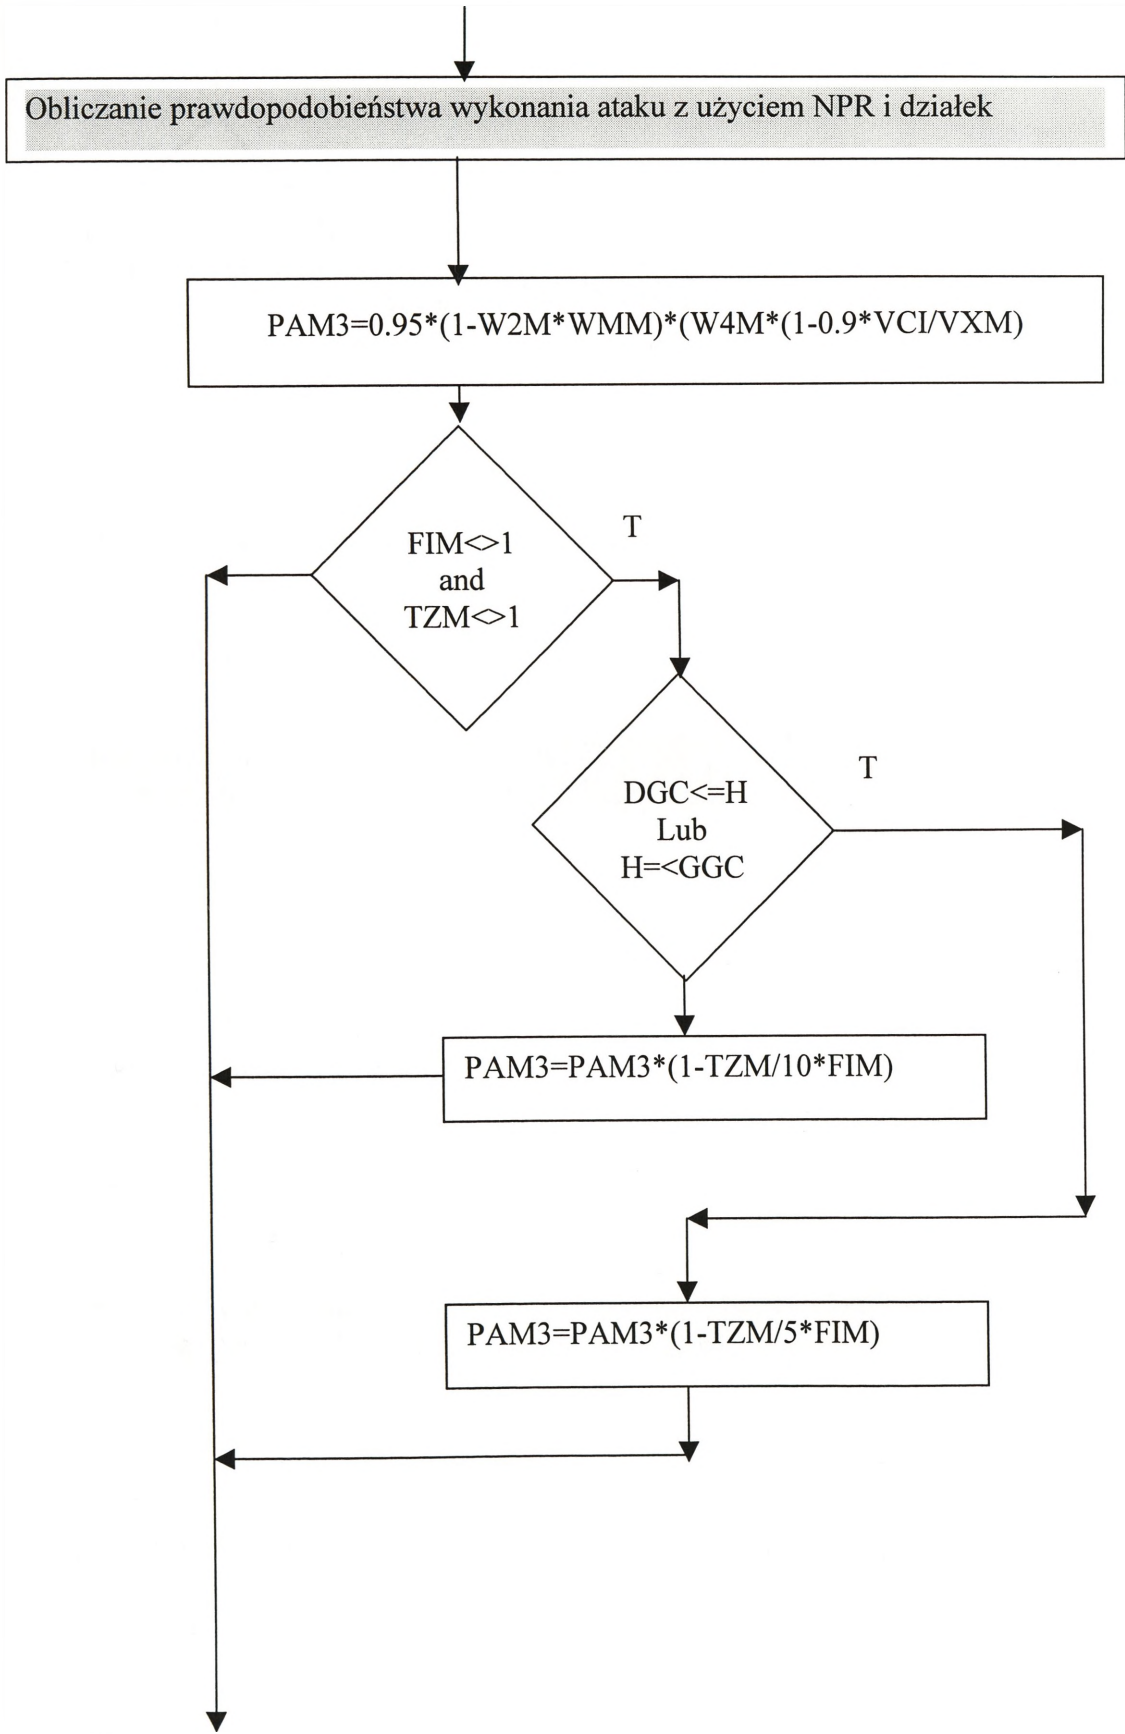 Obliczanie prawdopodobieństwa wykonania ataku z użyciem NPR i działek
PAM3=0.95*(1-W2M*WMM)*(W4M*(1-0.9*VCI/VXM)
FIM<>1
and
TZM<>1
T
DGC<=H
Lub
H=<GGC
T
PAM3=PAM3*(1-TZM/10*FIM)
PAM3=PAM3*(1-TZM/5*FIM)